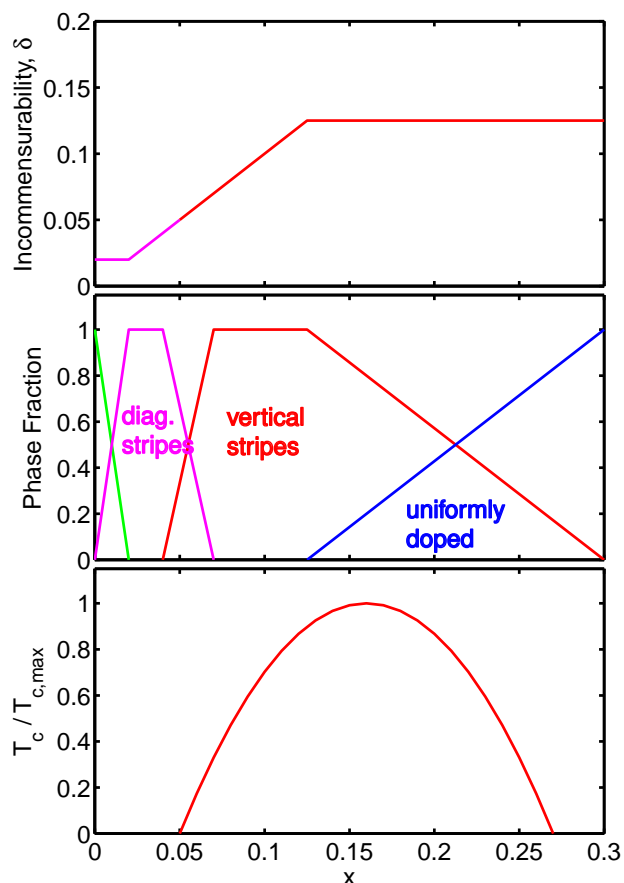 0.2
0.15
0.1
0.05
0
Incommensurability, δ
1
0.8
0.6
0.4
0.2
0
Phase Fraction
diag.
stripes
vertical
stripes
uniformly
doped
1
0.8
0.6
0.4
0.2
0
T_c / T_c,max
0 0.05 0.10 0.15 0.2 0.25 0.3
x